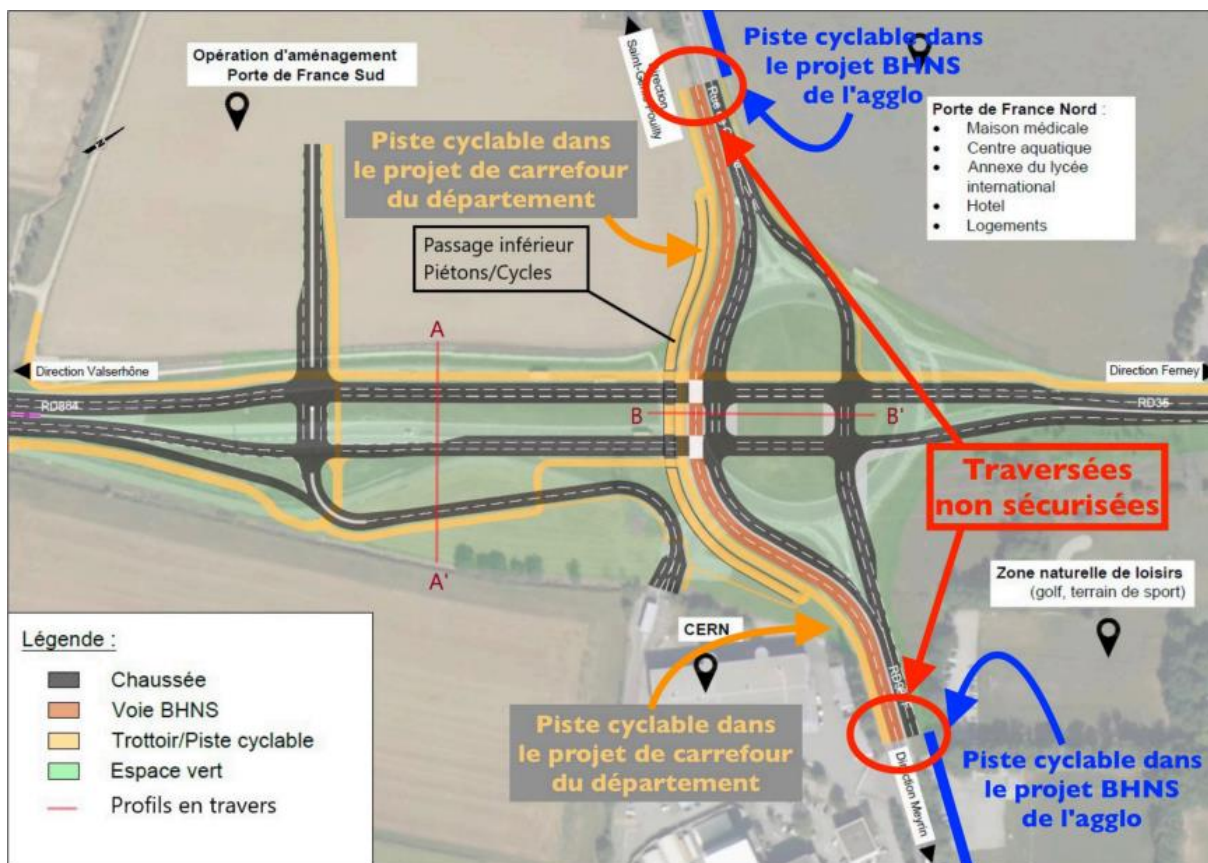 Opération d'aménagement
Porte de France Sud
Direction
Saint-Genis Pouilly
Piste cyclable dans
le projet BHNS
de l'agglo
Porte de France Nord :
• Maison médicale
• Centre aquatique
• Annexe du lycée
international
• Hotel
• Logements
Piste cyclable dans
le projet de carrefour
du département
Passage inférieur
Piétons/Cycles
A
Direction Valserhône
Direction Ferney
RD884
RD35
B
B'
Traversées
non sécurisées
A'
Zone naturelle de loisirs
(golf, terrain de sport)
CERN
Légende :
Chaussée
Voie BHNS
Trottoir/Piste cyclable
Espace vert
Profils en travers
Piste cyclable dans
le projet de carrefour
du département
Direction Meyrin
Piste cyclable dans
le projet BHNS
de l'agglo